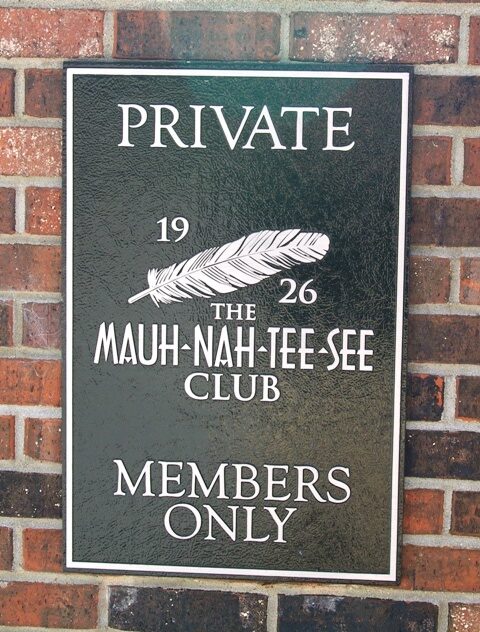 PRIVATE
19
26
THE
MAUH-NAH-TEE-SEE
CLUB
MEMBERS
ONLY